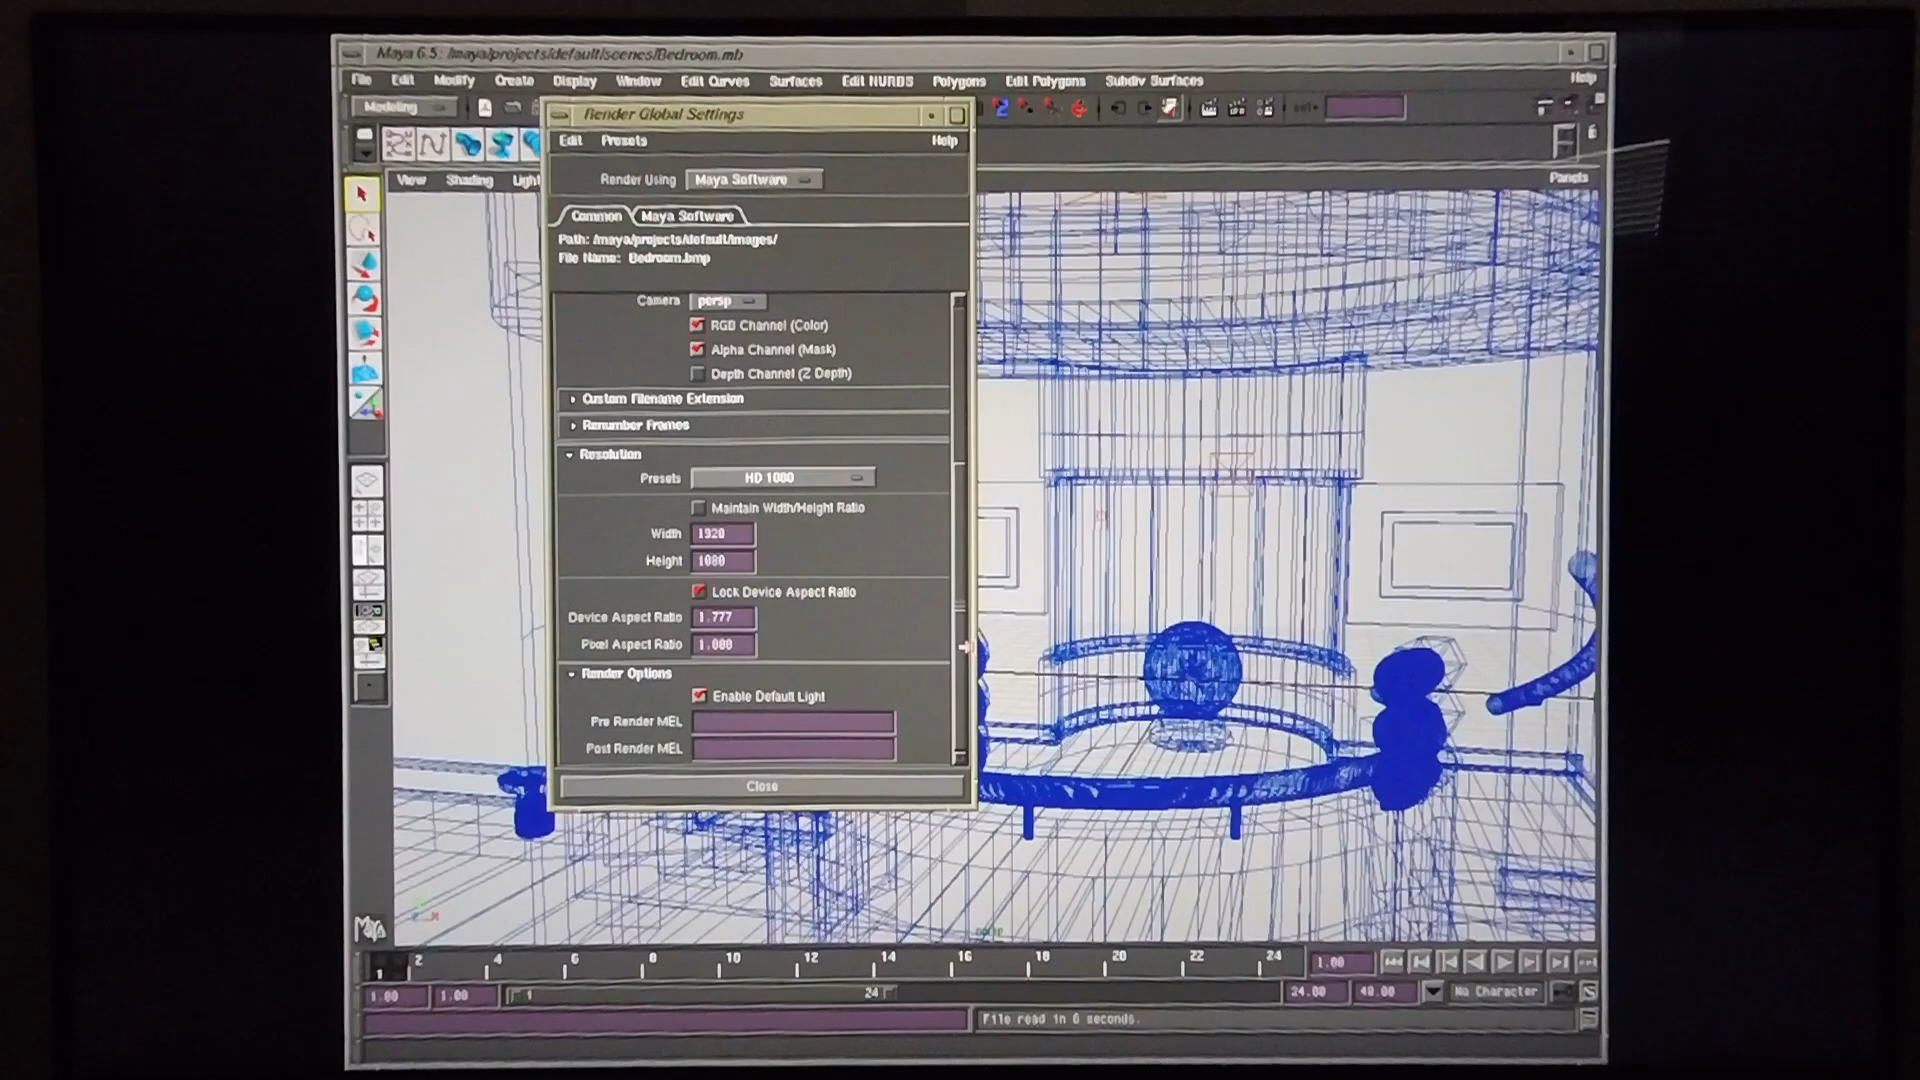 Maya 6.5: /maya/projects/default/scenes/Bedroom.mb
File Edit Modify Create Display Window Edit Curves Surfaces Edit NURBS Polygons Edit Polygons Subdiv Surfaces Help
Modeling
sel
Render Global Settings
Edit Presets Help
View Shading Light
Panels
Render Using Maya Software
Common Maya Software
Path: /maya/projects/default/images/
File Name: Bedroom.bmp
Camera persp
RGB Channel (Color)
Alpha Channel (Mask)
Depth Channel (Z Depth)
Custom Filename Extension
Renumber Frames
Resolution
Presets HD 1080
Maintain Width/Height Ratio
Width 1920
Height 1080
Lock Device Aspect Ratio
Device Aspect Ratio 1.777
Pixel Aspect Ratio 1.000
Render Options
Enable Default Light
Pre Render MEL
Post Render MEL
Close
persp
MAYA
1 2 4 6 8 10 12 14 16 18 20 22 24 1.00
1.00 1.00 1 24 24.00 48.00 No Character
File read in 6 seconds.